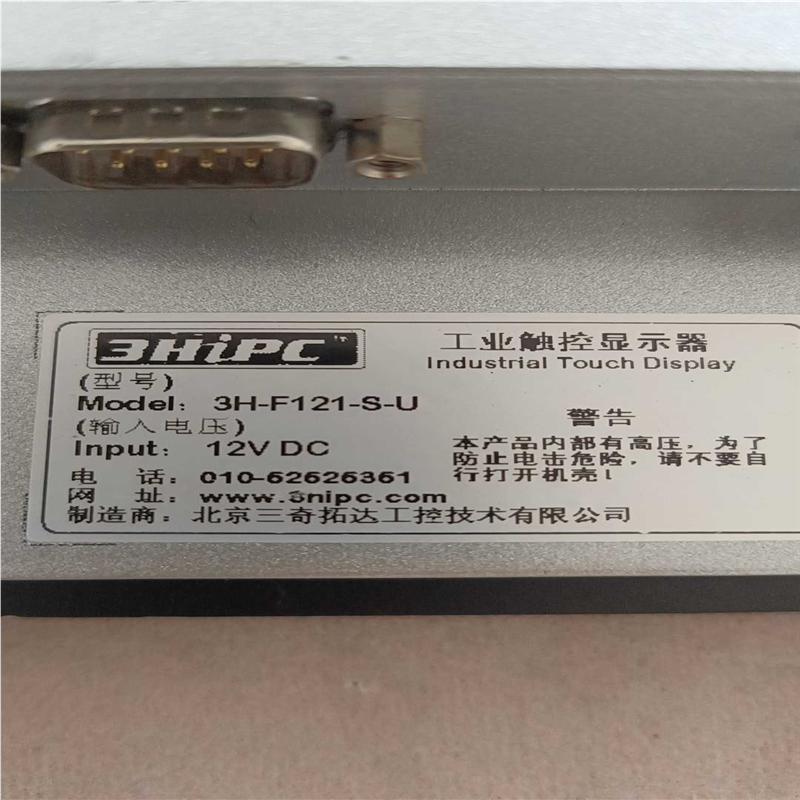 3HiPC
工业触控显示器
Industrial Touch Display
(型号)
Model: 3H-F121-S-U
(输入电压)
Input: 12V DC
警告
本产品内部有高压，为了
防止电击危险，请不要自
行打开机壳！
电 话：
网 址：www.3hipc.com
制造商：北京三奇拓达工控技术有限公司